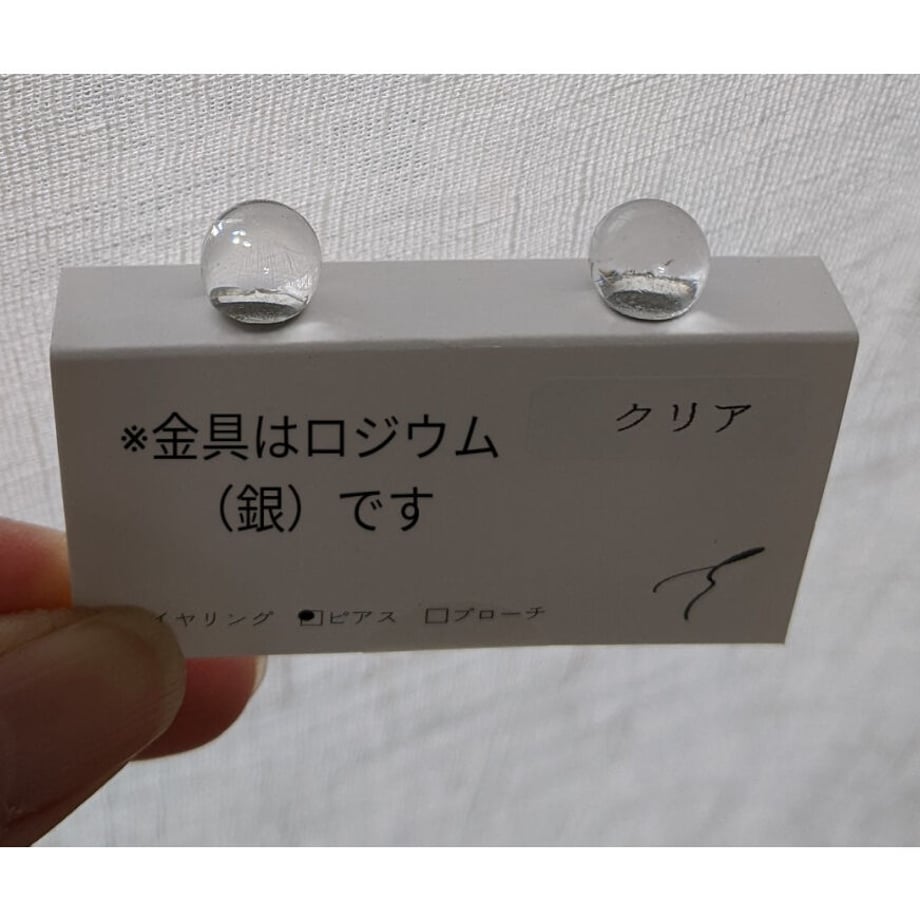 クリア
※金具はロジウム
（銀）です
イヤリング ピアス ブローチ